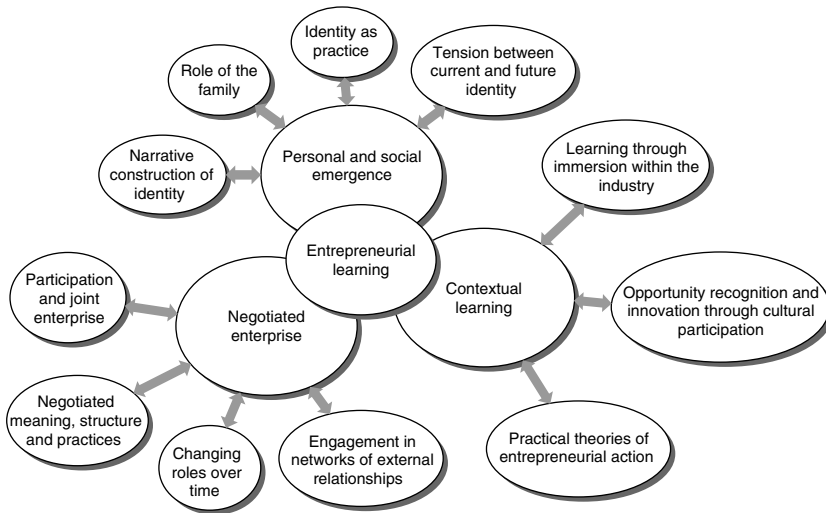 Identity as
practice
Tension between
current and future
identity
Role of the
family
Personal and social
emergence
Narrative
construction of
identity
Learning through
immersion within the
industry
Entrepreneurial
learning
Contextual
learning
Opportunity recognition and
innovation through cultural
participation
Participation
and joint
enterprise
Negotiated
enterprise
Negotiated
meaning, structure
and practices
Changing
roles over
time
Engagement in
networks of external
relationships
Practical theories of
entrepreneurial action